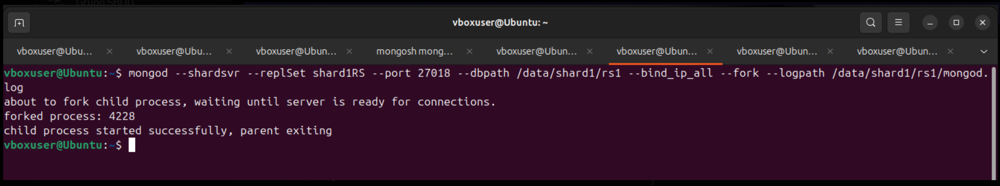 Grupo SBDD
vboxuser@Ubuntu: ~
vboxuser@Ubu... × vboxuser@Ubu... × vboxuser@Ubun... × mongosh mong... × vboxuser@Ubun... × vboxuser@Ubun... × vboxuser@Ubun... × vboxuser@Ubun... ×
vboxuser@Ubuntu:~$ mongod --shardsvr --replSet shard1RS --port 27018 --dbpath /data/shard1/rs1 --bind_ip_all --fork --logpath /data/shard1/rs1/mongod.
log
about to fork child process, waiting until server is ready for connections.
forked process: 4228
child process started successfully, parent exiting
vboxuser@Ubuntu:~$